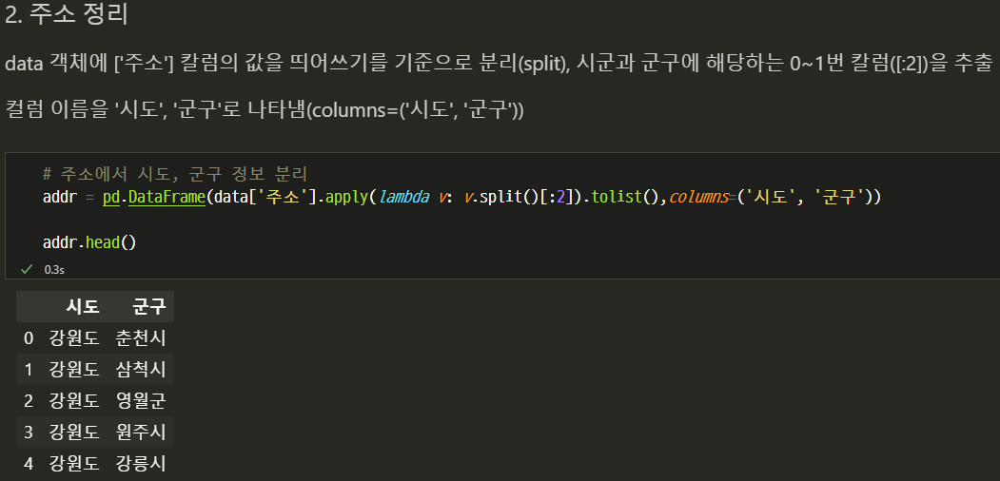 2. 주소 정리
data 객체에 ['주소'] 칼럼의 값을 띄어쓰기를 기준으로 분리(split), 시군과 군구에 해당하는 0~1번 칼럼([:2])을 추출
컬럼 이름을 '시도', '군구'로 나타냄(columns=('시도', '군구'))
# 주소에서 시도, 군구 정보 분리
addr = pd.DataFrame(data['주소'].apply(lambda v: v.split()[:2]).tolist(),columns=('시도', '군구'))
addr.head()
✓ 0.3s
시도 군구
0 강원도 춘천시
1 강원도 삼척시
2 강원도 영월군
3 강원도 원주시
4 강원도 강릉시